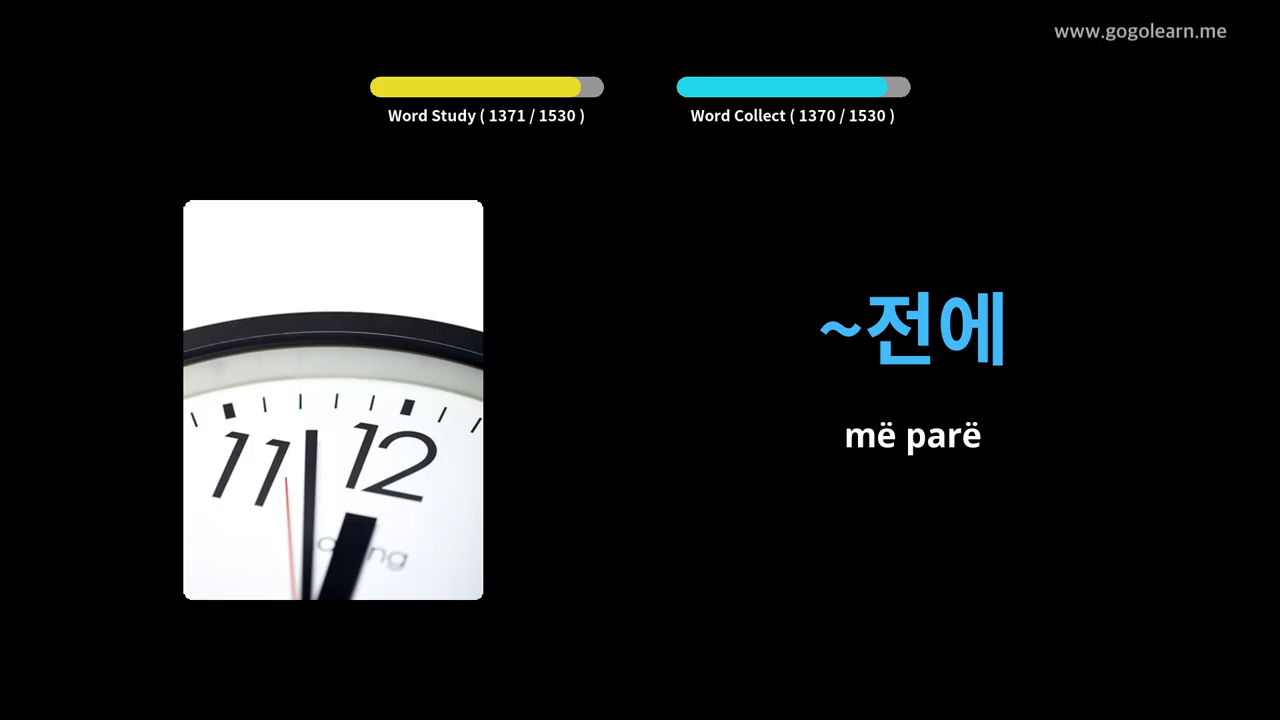 www.gogolearn.me
Word Study ( 1371 / 1530 )
Word Collect ( 1370 / 1530 )
~전에
më parë
11
12